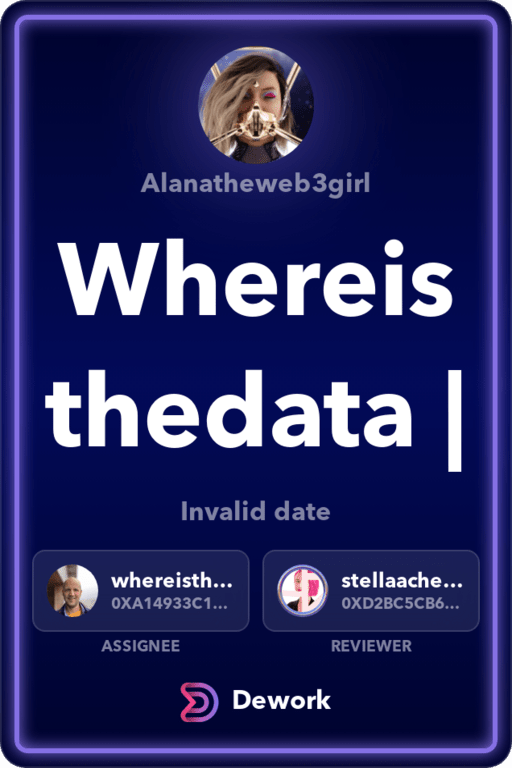 Alanatheweb3girl
Whereis
thedata |
Invalid date
whereisth...
0XA14933C1...
ASSIGNEE
stellaache...
0XD2BC5CB6...
REVIEWER
Dework